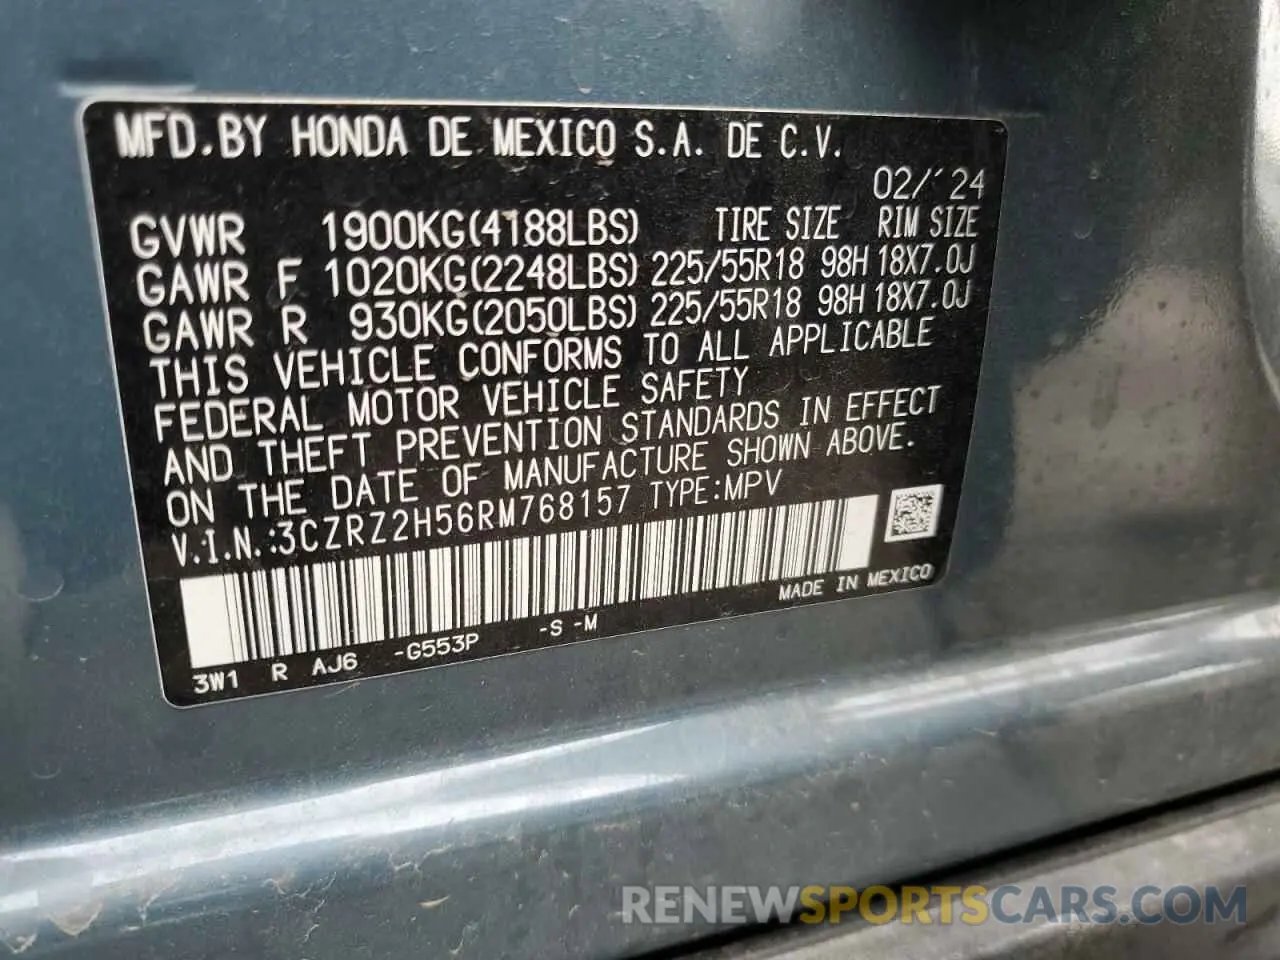 MFD.BY HONDA DE MEXICO S.A. DE C.V.
02/'24
GVWR 1900KG(4188LBS) TIRE SIZE RIM SIZE
GAWR F 1020KG(2248LBS) 225/55R18 98H 18X7.0J
GAWR R 930KG(2050LBS) 225/55R18 98H 18X7.0J
THIS VEHICLE CONFORMS TO ALL APPLICABLE
FEDERAL MOTOR VEHICLE SAFETY
AND THEFT PREVENTION STANDARDS IN EFFECT
ON THE DATE OF MANUFACTURE SHOWN ABOVE.
V.I.N.:3CZRZ2H56RM768157 TYPE:MPV
MADE IN MEXICO
3W1 R AJ6 -G553P -S -M
RENEWSPORTSCARS.COM